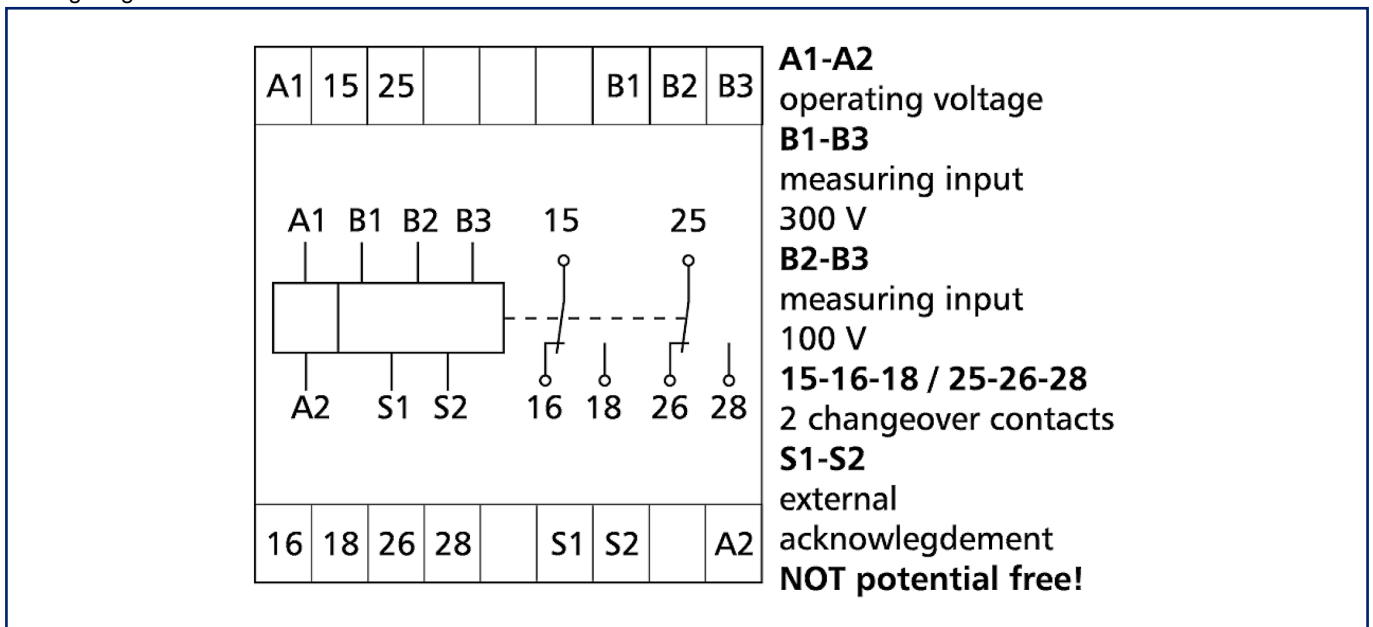 A1 15 25 B1 B2 B3
A1 B1 B2 B3 15 25
A2 S1 S2 16 18 26 28
16 18 26 28 S1 S2 A2
A1-A2
operating voltage
B1-B3
measuring input
300 V
B2-B3
measuring input
100 V
15-16-18 / 25-26-28
2 changeover contacts
S1-S2
external
acknowlegdement
NOT potential free!